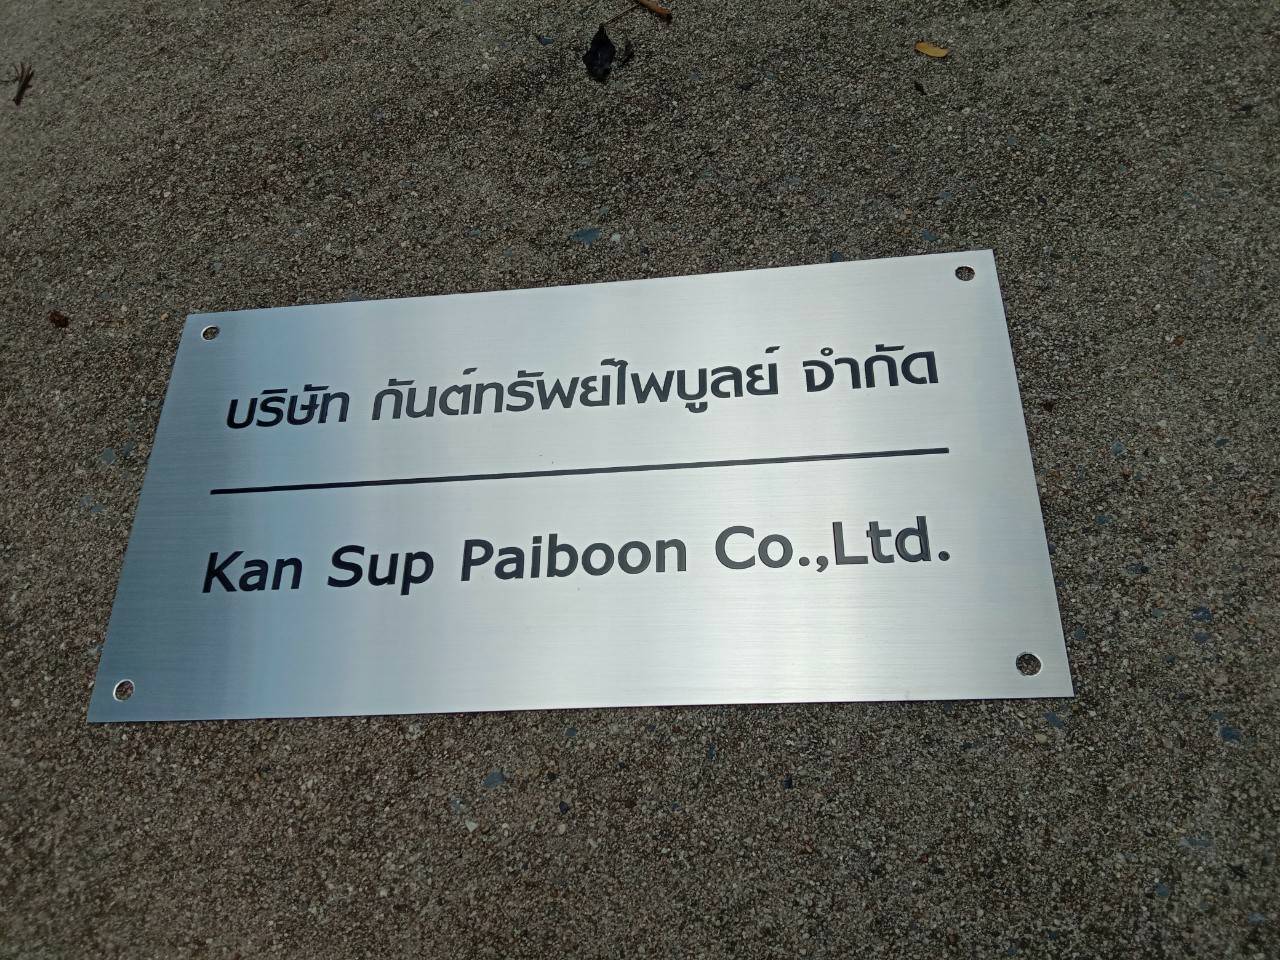 บริษัท กันต์ทรัพย์ไพบูลย์ จำกัด
Kan Sup Paiboon Co.,Ltd.